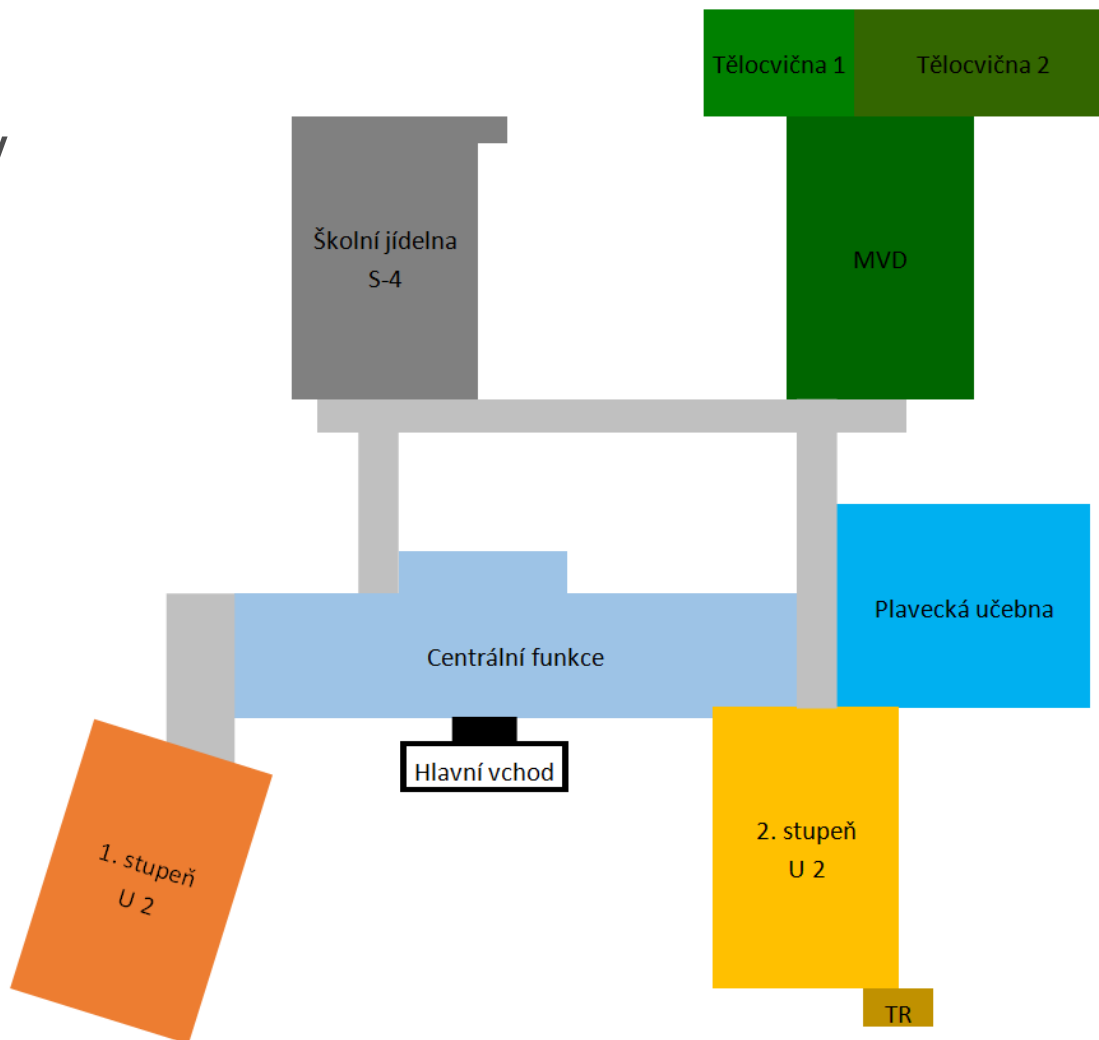 Tělocvična 1
Tělocvična 2
Školní jídelna
S-4
MVD
Plavecká učebna
Centrální funkce
Hlavní vchod
1. stupeň
U 2
2. stupeň
U 2
TR